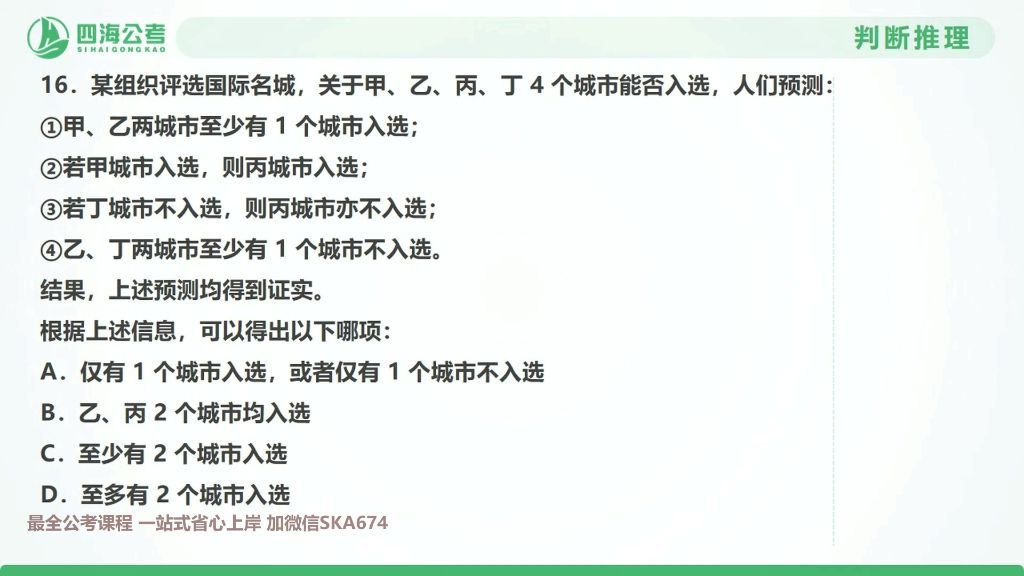 四海公考
SIHAIGONGKAO
判断推理
16．某组织评选国际名城，关于甲、乙、丙、丁 4 个城市能否入选，人们预测：
①甲、乙两城市至少有 1 个城市入选；
②若甲城市入选，则丙城市入选；
③若丁城市不入选，则丙城市亦不入选；
④乙、丁两城市至少有 1 个城市不入选。
结果，上述预测均得到证实。
根据上述信息，可以得出以下哪项：
A．仅有 1 个城市入选，或者仅有 1 个城市不入选
B．乙、丙 2 个城市均入选
C．至少有 2 个城市入选
D．至多有 2 个城市入选
最全公考课程 一站式省心上岸 加微信SKA674